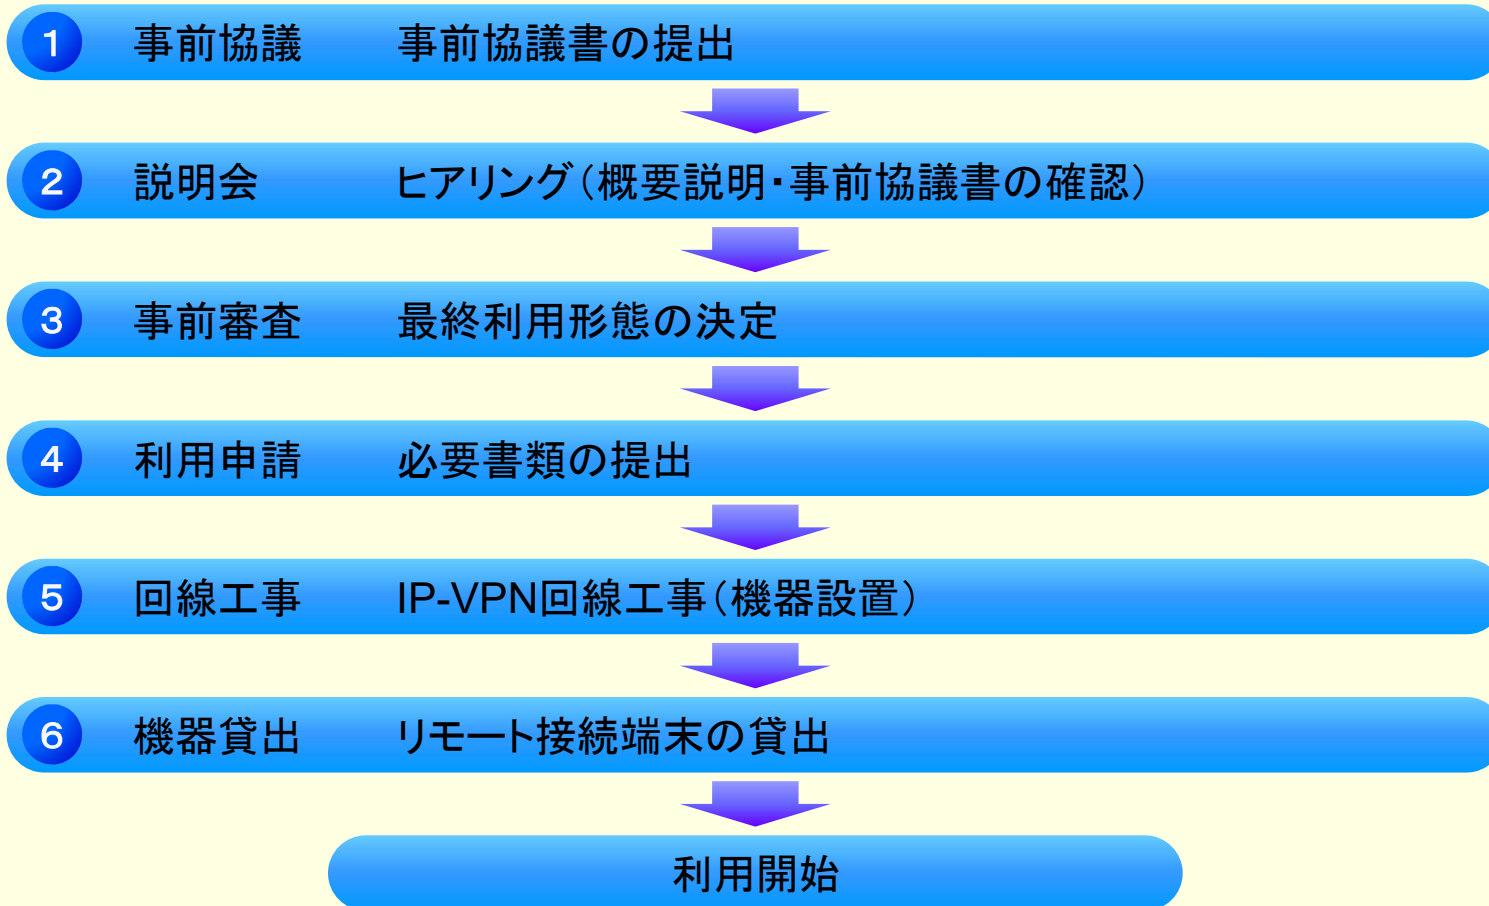 1 事前協議 事前協議書の提出
2 説明会 ヒアリング（概要説明・事前協議書の確認）
3 事前審査 最終利用形態の決定
4 利用申請 必要書類の提出
5 回線工事 IP-VPN回線工事（機器設置）
6 機器貸出 リモート接続端末の貸出
利用開始